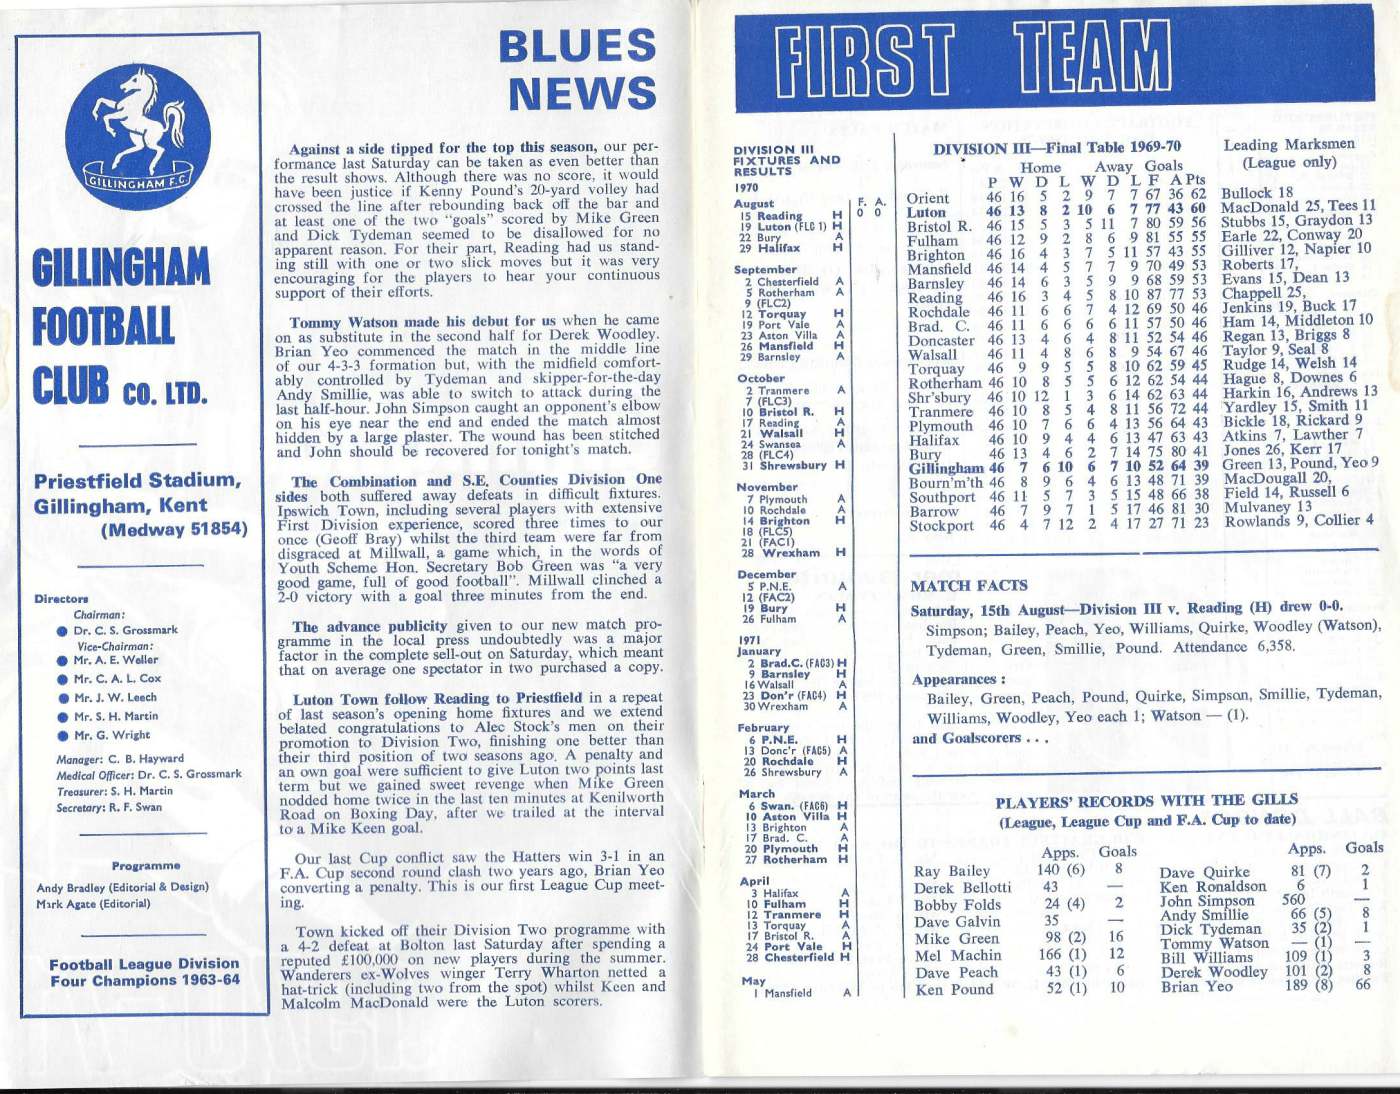 GILLINGHAM F.C.
GILLINGHAM
FOOTBALL
CLUB CO. LTD.
Priestfield Stadium,
Gillingham, Kent
(Medway 51854)
Directors
Chairman:
Dr. C. S. Grossmark
Vice-Chairman:
Mr. A. E. Weller
Mr. C. A. L. Cox
Mr. J. W. Leech
Mr. S. H. Martin
Mr. G. Wright
Manager: C. B. Hayward
Medical Officer: Dr. C. S. Grossmark
Treasurer: S. H. Martin
Secretary: R. F. Swan
Programme
Andy Bradley (Editorial & Design)
Mark Agate (Editorial)
Football League Division
Four Champions 1963-64
BLUES
NEWS
Against a side tipped for the top this season, our per-
formance last Saturday can be taken as even better than
the result shows. Although there was no score, it would
have been justice if Kenny Pound's 20-yard volley had
crossed the line after rebounding back off the bar and
at least one of the two "goals" scored by Mike Green
and Dick Tydeman seemed to be disallowed for no
apparent reason. For their part, Reading had us stand-
ing still with one or two slick moves but it was very
encouraging for the players to hear your continuous
support of their efforts.
Tommy Watson made his debut for us when he came
on as substitute in the second half for Derek Woodley.
Brian Yeo commenced the match in the middle line
of our 4-3-3 formation but, with the midfield comfort-
ably controlled by Tydeman and skipper-for-the-day
Andy Smillie, was able to switch to attack during the
last half-hour. John Simpson caught an opponent's elbow
on his eye near the end and ended the match almost
hidden by a large plaster. The wound has been stitched
and John should be recovered for tonight's match.
The Combination and S.E. Counties Division One
sides both suffered away defeats in difficult fixtures.
Ipswich Town, including several players with extensive
First Division experience, scored three times to our
once (Geoff Bray) whilst the third team were far from
disgraced at Millwall, a game which, in the words of
Youth Scheme Hon. Secretary Bob Green was "a very
good game, full of good football". Millwall clinched a
2-0 victory with a goal three minutes from the end.
The advance publicity given to our new match pro-
gramme in the local press undoubtedly was a major
factor in the complete sell-out on Saturday, which meant
that on average one spectator in two purchased a copy.
Luton Town follow Reading to Priestfield in a repeat
of last season's opening home fixtures and we extend
belated congratulations to Alec Stock's men on their
promotion to Division Two, finishing one better than
their third position of two seasons ago. A penalty and
an own goal were sufficient to give Luton two points last
term but we gained sweet revenge when Mike Green
nodded home twice in the last ten minutes at Kenilworth
Road on Boxing Day, after we trailed at the interval
to a Mike Keen goal.
Our last Cup conflict saw the Hatters win 3-1 in an
F.A. Cup second round clash two years ago, Brian Yeo
converting a penalty. This is our first League Cup meet-
ing.
Town kicked off their Division Two programme with
a 4-2 defeat at Bolton last Saturday after spending a
reputed £100,000 on new players during the summer.
Wanderers ex-Wolves winger Terry Wharton netted a
hat-trick (including two from the spot) whilst Keen and
Malcolm MacDonald were the Luton scorers.
FIRST TEAM
DIVISION III
FIXTURES AND
RESULTS
1970
August F. A.
15 Reading H 0 0
19 Luton (FLC 1) H
22 Bury A
29 Halifax H
September
2 Chesterfield A
5 Rotherham A
9 (FLC2)
12 Torquay H
19 Port Vale A
23 Aston Villa A
26 Mansfield H
29 Barnsley A
October
2 Tranmere A
7 (FLC3)
10 Bristol R. H
17 Reading A
21 Walsall H
24 Swansea A
28 (FLC4)
31 Shrewsbury H
November
7 Plymouth A
10 Rochdale A
14 Brighton H
18 (FLC5)
21 (FAC1)
28 Wrexham H
December
5 P.N.E. A
12 (FAC2)
19 Bury H
26 Fulham A
1971
January
2 Brad.C. (FAC3) H
9 Barnsley H
16 Walsall A
23 Don'r (FAC4) H
30 Wrexham A
February
6 P.N.E. H
13 Donc'r (FAC5) A
20 Rochdale H
26 Shrewsbury A
March
6 Swan. (FAC6) H
10 Aston Villa H
13 Brighton A
17 Brad. C. A
20 Plymouth H
27 Rotherham H
April
3 Halifax A
10 Fulham H
12 Tranmere H
13 Torquay A
17 Bristol R. A
24 Port Vale H
28 Chesterfield H
May
1 Mansfield A
DIVISION III—Final Table 1969-70 Leading Marksmen
Home Away Goals (League only)
P W D L W D L F A Pts
Orient 46 16 5 2 9 7 7 67 36 62 Bullock 18
Luton 46 13 8 2 10 6 7 77 43 60 MacDonald 25, Tees 11
Bristol R. 46 15 5 3 5 11 7 80 59 56 Stubbs 15, Graydon 13
Fulham 46 12 9 2 8 6 9 81 55 55 Earle 22, Conway 20
Brighton 46 16 4 3 7 5 11 57 43 55 Gilliver 12, Napier 10
Mansfield 46 14 4 5 7 7 9 70 49 53 Roberts 17,
Barnsley 46 14 6 3 5 9 9 68 59 53 Evans 15, Dean 13
Reading 46 16 3 4 5 8 10 87 77 53 Chappell 25,
Rochdale 46 11 6 6 7 4 12 69 50 46 Jenkins 19, Buck 17
Brad. C. 46 11 6 6 6 6 11 57 50 46 Ham 14, Middleton 10
Doncaster 46 13 4 6 4 8 11 52 54 46 Regan 13, Briggs 8
Walsall 46 11 4 8 6 8 9 54 67 46 Taylor 9, Seal 8
Torquay 46 9 9 5 5 8 10 62 59 45 Rudge 14, Welsh 14
Rotherham 46 10 8 5 5 6 12 62 54 44 Hague 8, Downes 6
Shr'sbury 46 10 12 1 3 6 14 62 63 44 Harkin 16, Andrews 13
Tranmere 46 10 8 5 4 8 11 56 72 44 Yardley 15, Smith 11
Plymouth 46 10 7 6 6 4 13 56 64 43 Bickle 18, Rickard 9
Halifax 46 10 9 4 4 6 13 47 63 43 Atkins 7, Lawther 7
Bury 46 13 4 6 2 7 14 75 80 41 Jones 26, Kerr 17
Gillingham 46 7 6 10 6 7 10 52 64 39 Green 13, Pound, Yeo 9
Bourn'm'th 46 8 9 6 4 6 13 48 71 39 MacDougall 20,
Southport 46 11 5 7 3 5 15 48 66 38 Field 14, Russell 6
Barrow 46 7 9 7 1 5 17 46 81 30 Mulvaney 13
Stockport 46 4 7 12 2 4 17 27 71 23 Rowlands 9, Collier 4
MATCH FACTS
Saturday, 15th August—Division III v. Reading (H) drew 0-0.
Simpson; Bailey, Peach, Yeo, Williams, Quirke, Woodley (Watson),
Tydeman, Green, Smillie, Pound. Attendance 6,358.
Appearances :
Bailey, Green, Peach, Pound, Quirke, Simpson, Smillie, Tydeman,
Williams, Woodley, Yeo each 1; Watson — (1).
and Goalscorers . . .
PLAYERS' RECORDS WITH THE GILLS
(League, League Cup and F.A. Cup to date)
Apps. Goals
Ray Bailey 140 (6) 8
Derek Bellotti 43 —
Bobby Folds 24 (4) 2
Dave Galvin 35 —
Mike Green 98 (2) 16
Mel Machin 166 (1) 12
Dave Peach 43 (1) 6
Ken Pound 52 (1) 10
Apps. Goals
Dave Quirke 81 (7) 2
Ken Ronaldson 6 1
John Simpson 560 —
Andy Smillie 66 (5) 8
Dick Tydeman 35 (2) 1
Tommy Watson — (1) —
Bill Williams 109 (1) 3
Derek Woodley 101 (2) 8
Brian Yeo 189 (8) 66